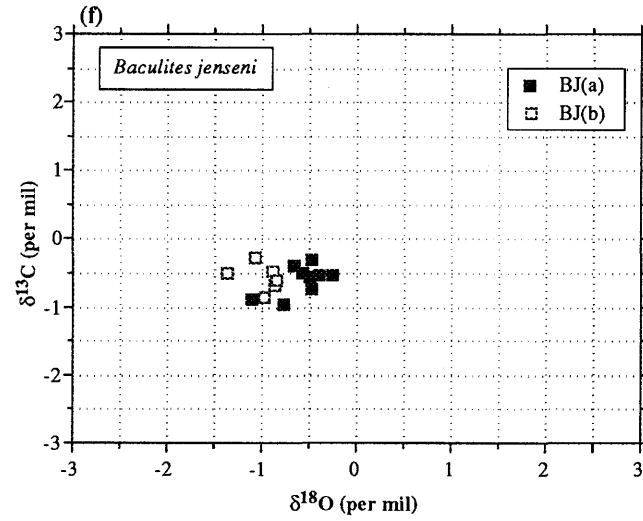 (f)
Baculites jenseni
BJ(a)
BJ(b)
3
2
1
0
-1
-2
-3
δ13C (per mil)
-3 -2 -1 0 1 2 3
δ18O (per mil)